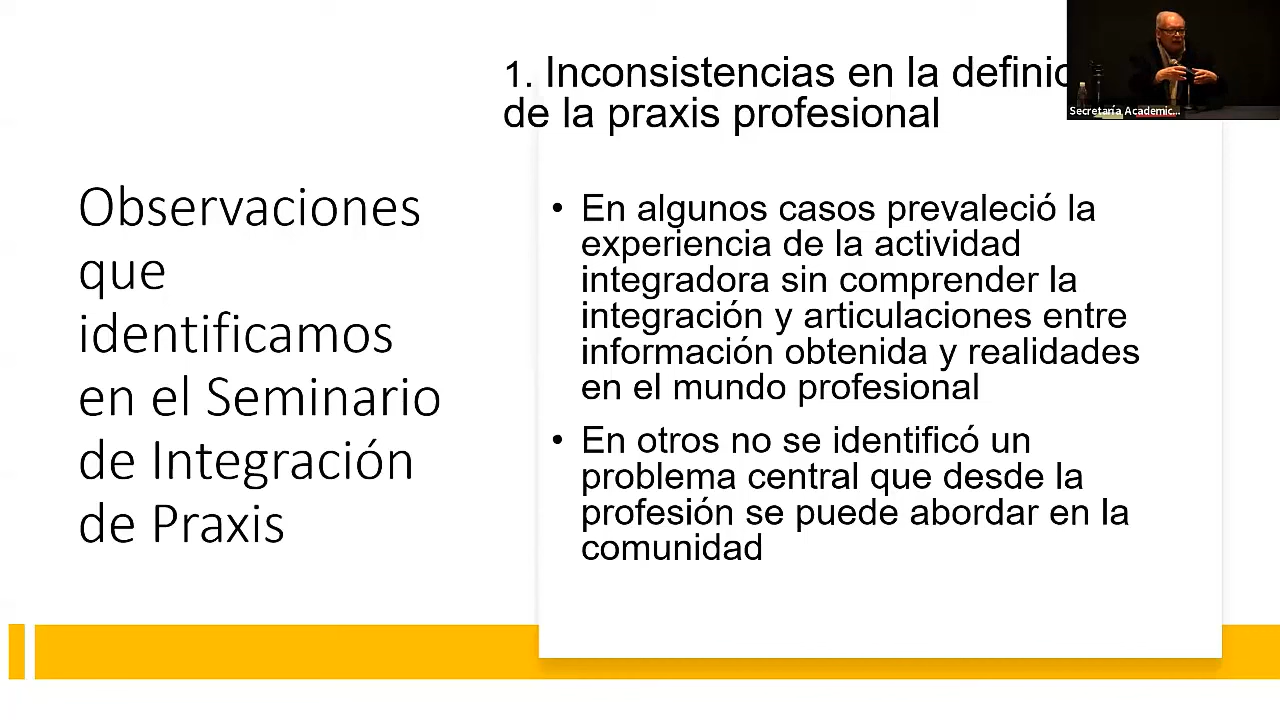 Observaciones
que
identificamos
en el Seminario
de Integración
de Praxis
1. Inconsistencias en la
de la praxis profesional
• En algunos casos prevaleció la
experiencia de la actividad
integradora sin comprender la
integración y articulaciones entre
información obtenida y realidades
en el mundo profesional
• En otros no se identificó un
problema central que desde la
profesión se puede abordar en la
comunidad
Secretaría Academic...